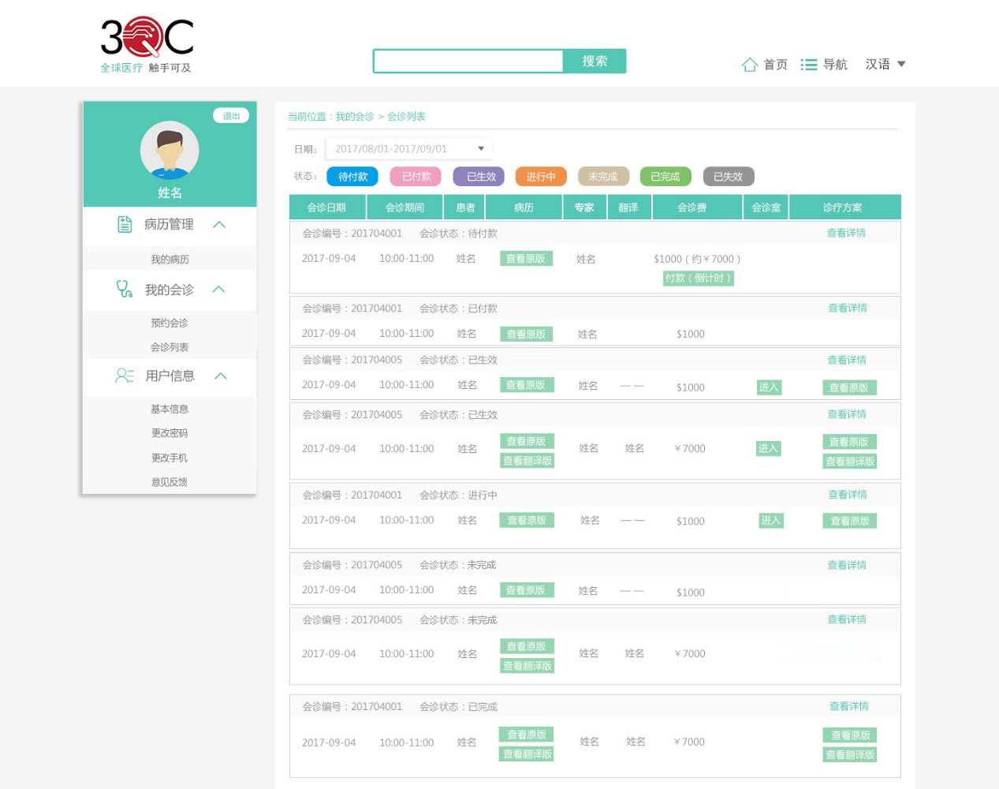 3QC
全球医疗 触手可及
搜索
首页 导航 汉语
退出
姓名
病历管理
我的病历
我的会诊
预约会诊
会诊列表
用户信息
基本信息
更改密码
更改手机
意见反馈
当前位置：我的会诊 > 会诊列表
日期： 2017/08/01-2017/09/01
状态： 待付款 已付款 已生效 进行中 未完成 已完成 已失效
会诊日期 会诊期间 患者 病历 专家 翻译 会诊费 会诊室 诊疗方案
会诊编号：201704001 会诊状态：待付款 查看详情
2017-09-04 10:00-11:00 姓名 查看原版 姓名 $1000（约￥7000）
付款（倒计时）
会诊编号：201704001 会诊状态：已付款 查看详情
2017-09-04 10:00-11:00 姓名 查看原版 姓名 $1000
会诊编号：201704005 会诊状态：已生效 查看详情
2017-09-04 10:00-11:00 姓名 查看原版 姓名 —— $1000 进入 查看原版
会诊编号：201704005 会诊状态：已生效 查看详情
2017-09-04 10:00-11:00 姓名 查看原版 姓名 姓名 ￥7000 进入 查看原版
查看翻译版 查看翻译版
会诊编号：201704001 会诊状态：进行中 查看详情
2017-09-04 10:00-11:00 姓名 查看原版 姓名 —— $1000 进入 查看原版
会诊编号：201704005 会诊状态：未完成 查看详情
2017-09-04 10:00-11:00 姓名 查看原版 姓名 —— $1000
会诊编号：201704005 会诊状态：未完成 查看详情
2017-09-04 10:00-11:00 姓名 查看原版 姓名 姓名 ￥7000
查看翻译版
会诊编号：201704001 会诊状态：已完成 查看详情
2017-09-04 10:00-11:00 姓名 查看原版 姓名 姓名 ￥7000 查看原版
查看翻译版 查看翻译版